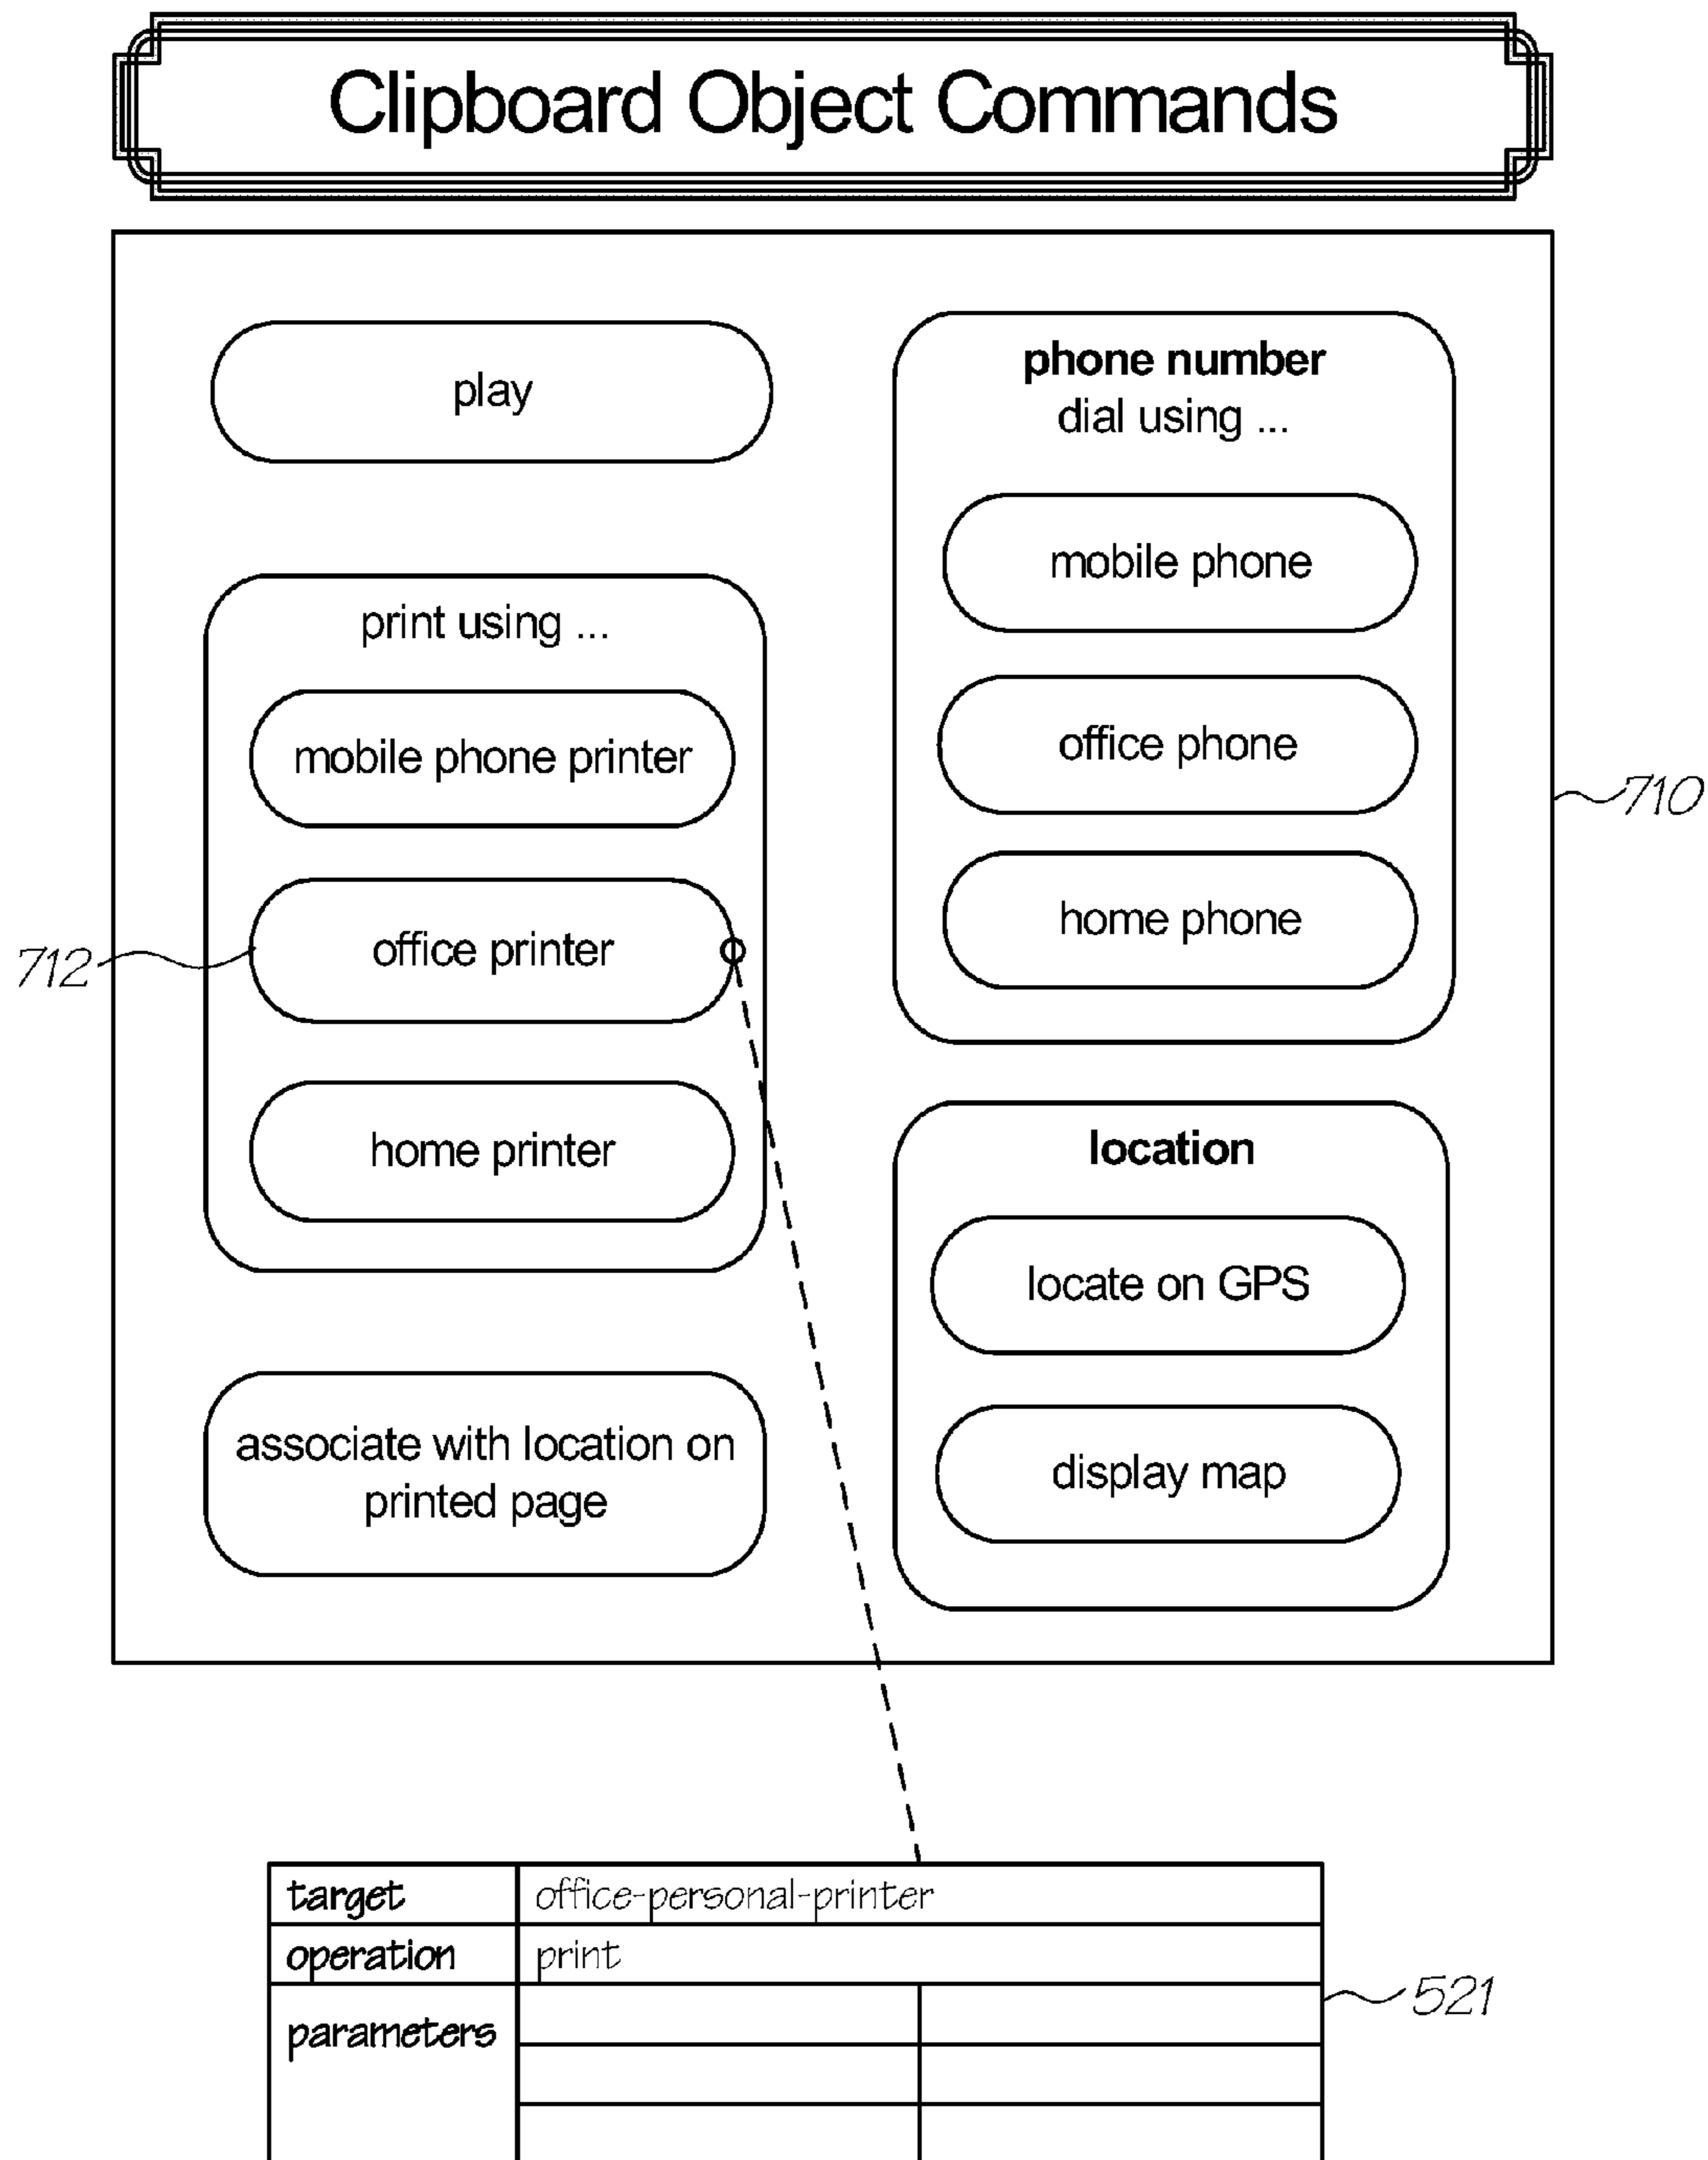 Clipboard Object Commands
play
print using ...
mobile phone printer
712
office printer
home printer
associate with location on
printed page
phone number
dial using ...
mobile phone
office phone
home phone
710
location
locate on GPS
display map
target office-personal-printer
operation print
parameters
521